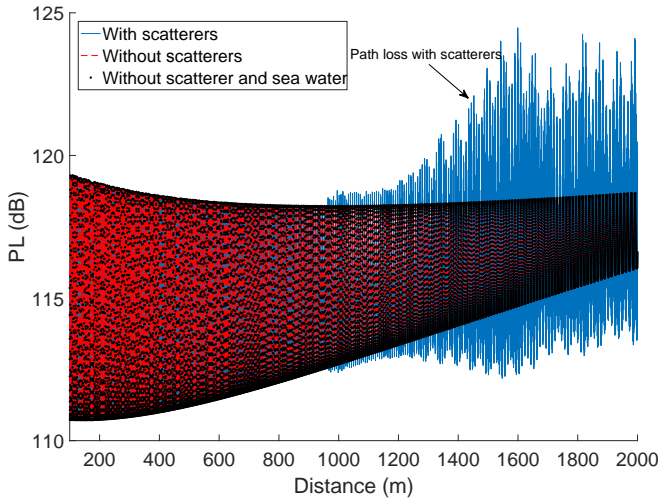 125
120
115
110
PL (dB)
With scatterers
Without scatterers
Without scatterer and sea water
Path loss with scatterers
200 400 600 800 1000 1200 1400 1600 1800 2000
Distance (m)